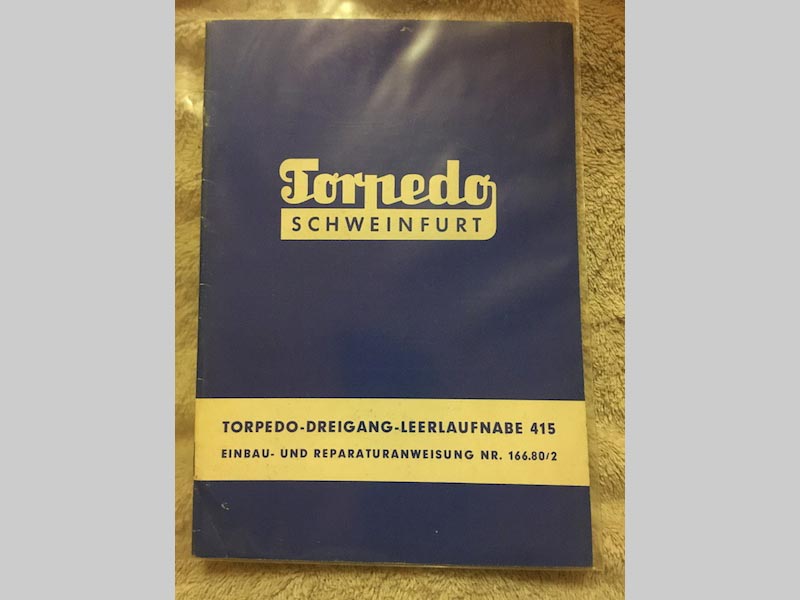 Torpedo
SCHWEINFURT
TORPEDO-DREIGANG-LEERLAUFNABE 415
EINBAU- UND REPARATURANWEISUNG NR. 166.80/2